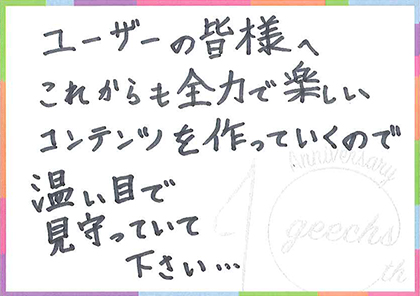 ユーザーの皆様へ
これからも全力で楽しい
コンテンツを作っていくので
温い目で
見守っていて
下さい…
Anniversary
10
geechs
th